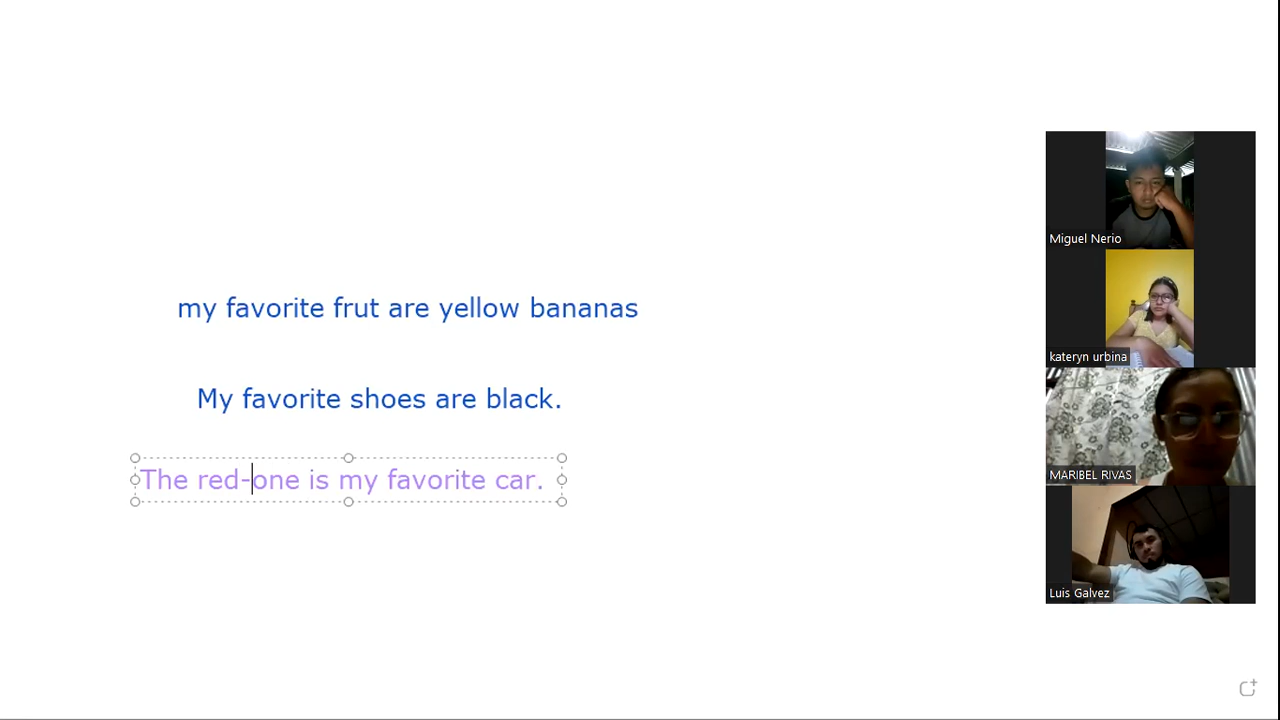 my favorite frut are yellow bananas
My favorite shoes are black.
The red-one is my favorite car.
Miguel Nerio
kateryn urbina
MARIBEL RIVAS
Luis Galvez